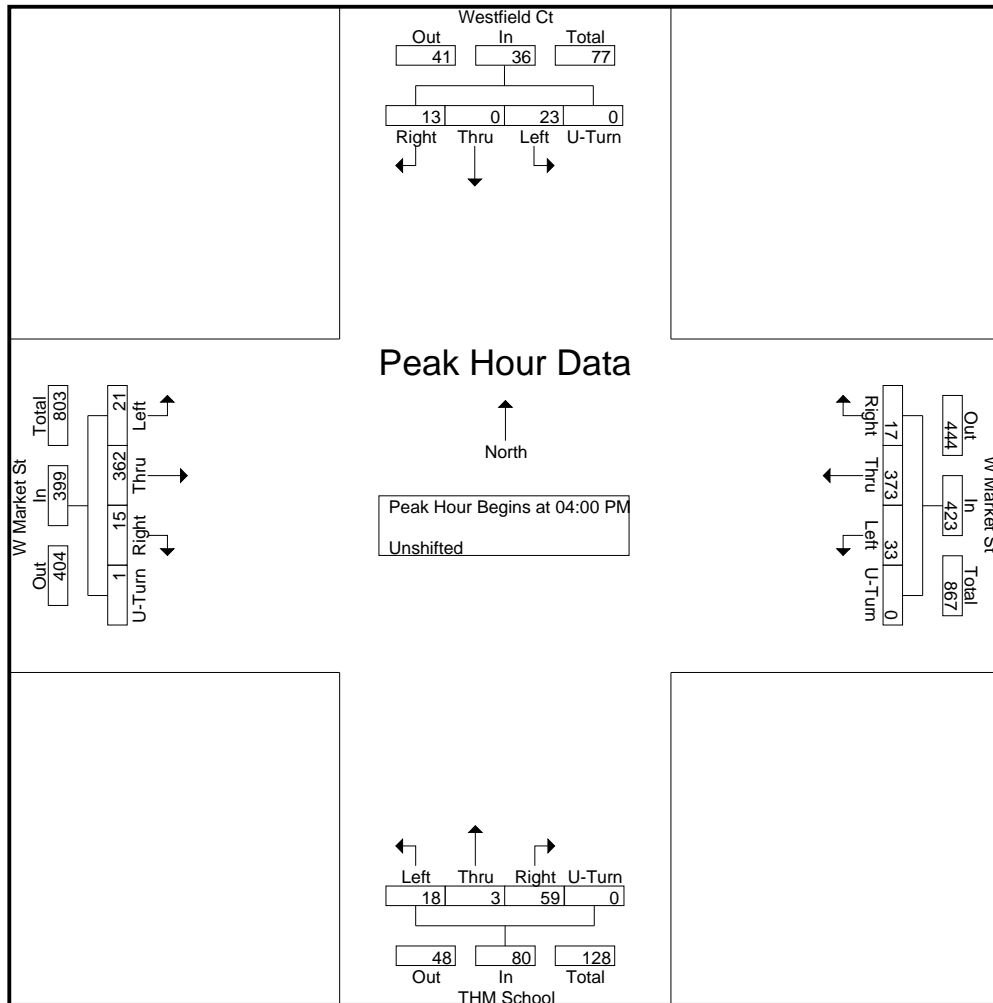 Westfield Ct
Out In Total
41 36 77
13 0 23 0
Right Thru Left U-Turn
Peak Hour Data
North
Peak Hour Begins at 04:00 PM
Unshifted
W Market St
Total In Out
803 399 404
21 362 15 1
Left Thru Right U-Turn
Right Thru Left U-Turn
17 373 33 0
Out In Total
444 423 867
W Market St
Left Thru Right U-Turn
18 3 59 0
48 80 128
Out In Total
THM School